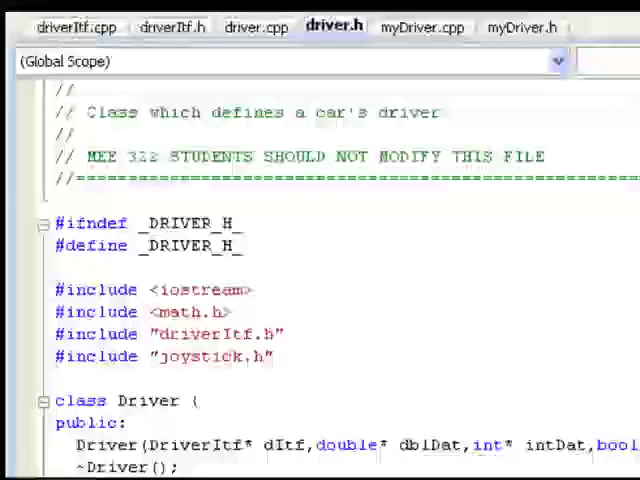 driverItf.cpp driverItf.h driver.cpp driver.h myDriver.cpp myDriver.h
(Global Scope)
//
// Class which defines a car's driver
//
// MEE 322 STUDENTS SHOULD NOT MODIFY THIS FILE
//======================================================
#ifndef _DRIVER_H_
#define _DRIVER_H_
#include <iostream>
#include <math.h>
#include "driverItf.h"
#include "joystick.h"
class Driver {
public:
Driver(DriverItf* dItf,double* dblDat,int* intDat,bool
~Driver();